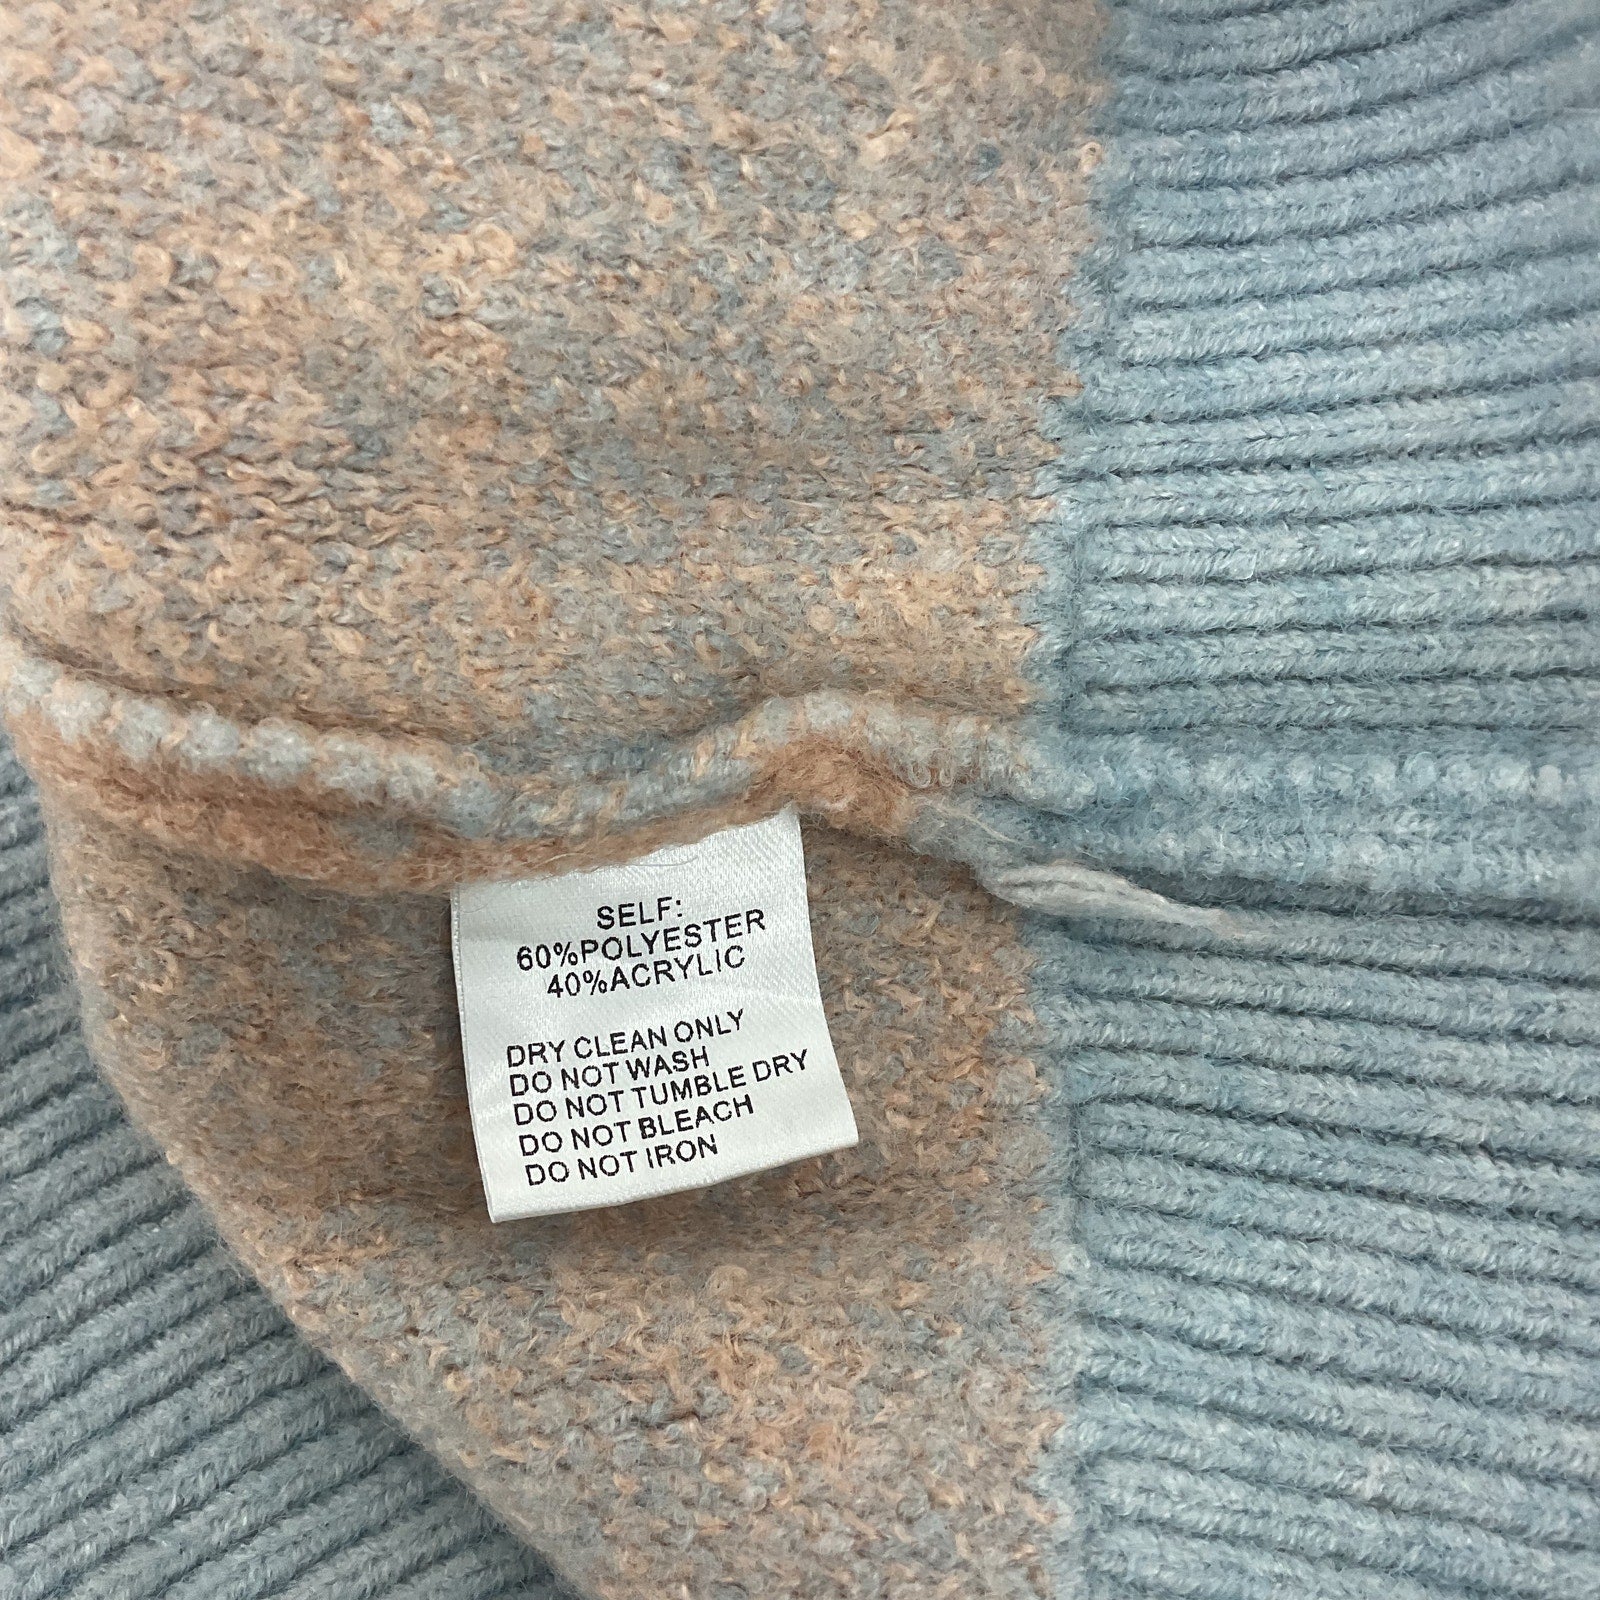 SELF:
60%POLYESTER
40%ACRYLIC
DRY CLEAN ONLY
DO NOT WASH
DO NOT TUMBLE DRY
DO NOT BLEACH
DO NOT IRON